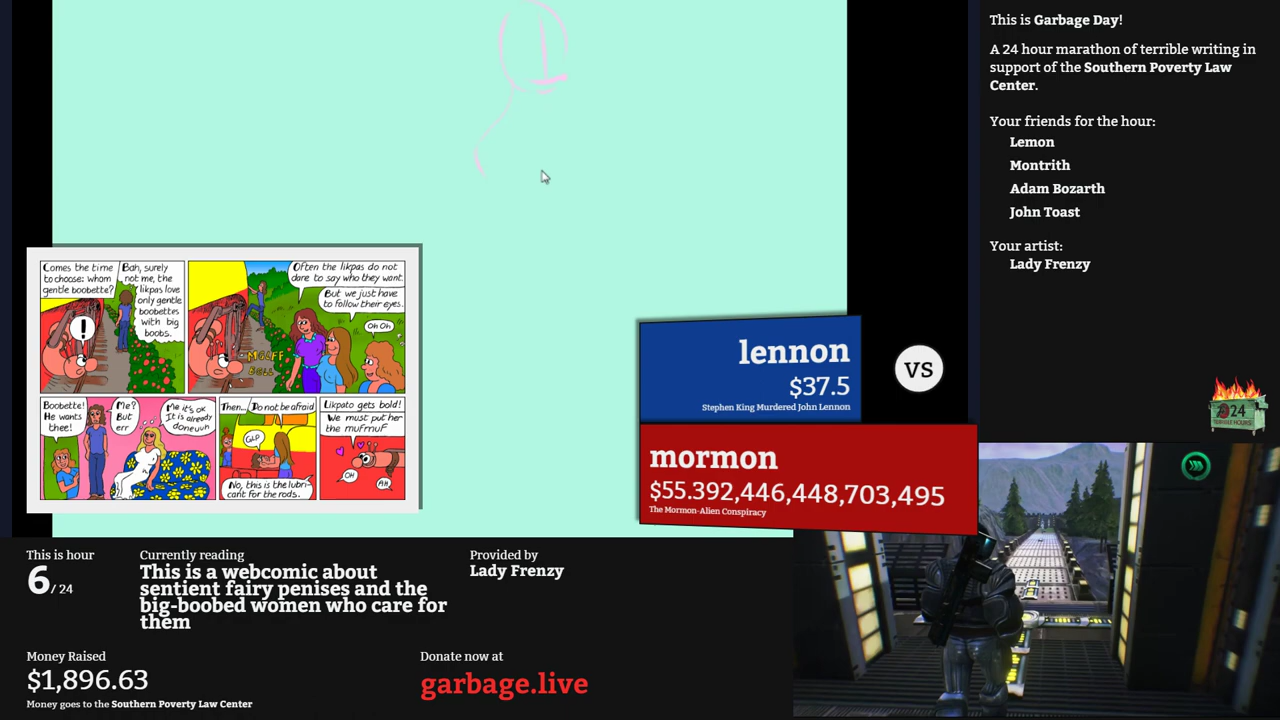 This is Garbage Day!
A 24 hour marathon of terrible writing in
support of the Southern Poverty Law
Center.
Your friends for the hour:
Lemon
Montrith
Adam Bozarth
John Toast
Your artist:
Lady Frenzy
24
Comes the time
to choose: whom
gentle boobette?
Bah, surely
not me, the
likpas love
only gentle
boobettes
with big
boobs.
!
Often the likpas do not
dare to say who they want.
But we just have
to follow their eyes.
Oh Oh
Boobette!
He wants
thee!
Me?
But
err
Me it's ok
It is already
doneuvh
Then...
Do not be afraid
GLP
No, this is the lubri-
cant for the rods.
Likpato gets bold!
We must put her
the mufmuf
OH
AH
lennon
$37.5
Stephen King Murdered John Lennon
VS
mormon
$55.392,446,448,703,495
The Mormon-Alien Conspiracy
This is hour
6/ 24
Currently reading
This is a webcomic about
sentient fairy penises and the
big-boobed women who care for
them
Provided by
Lady Frenzy
Money Raised
$1,896.63
Money goes to the Southern Poverty Law Center
Donate now at
garbage.live